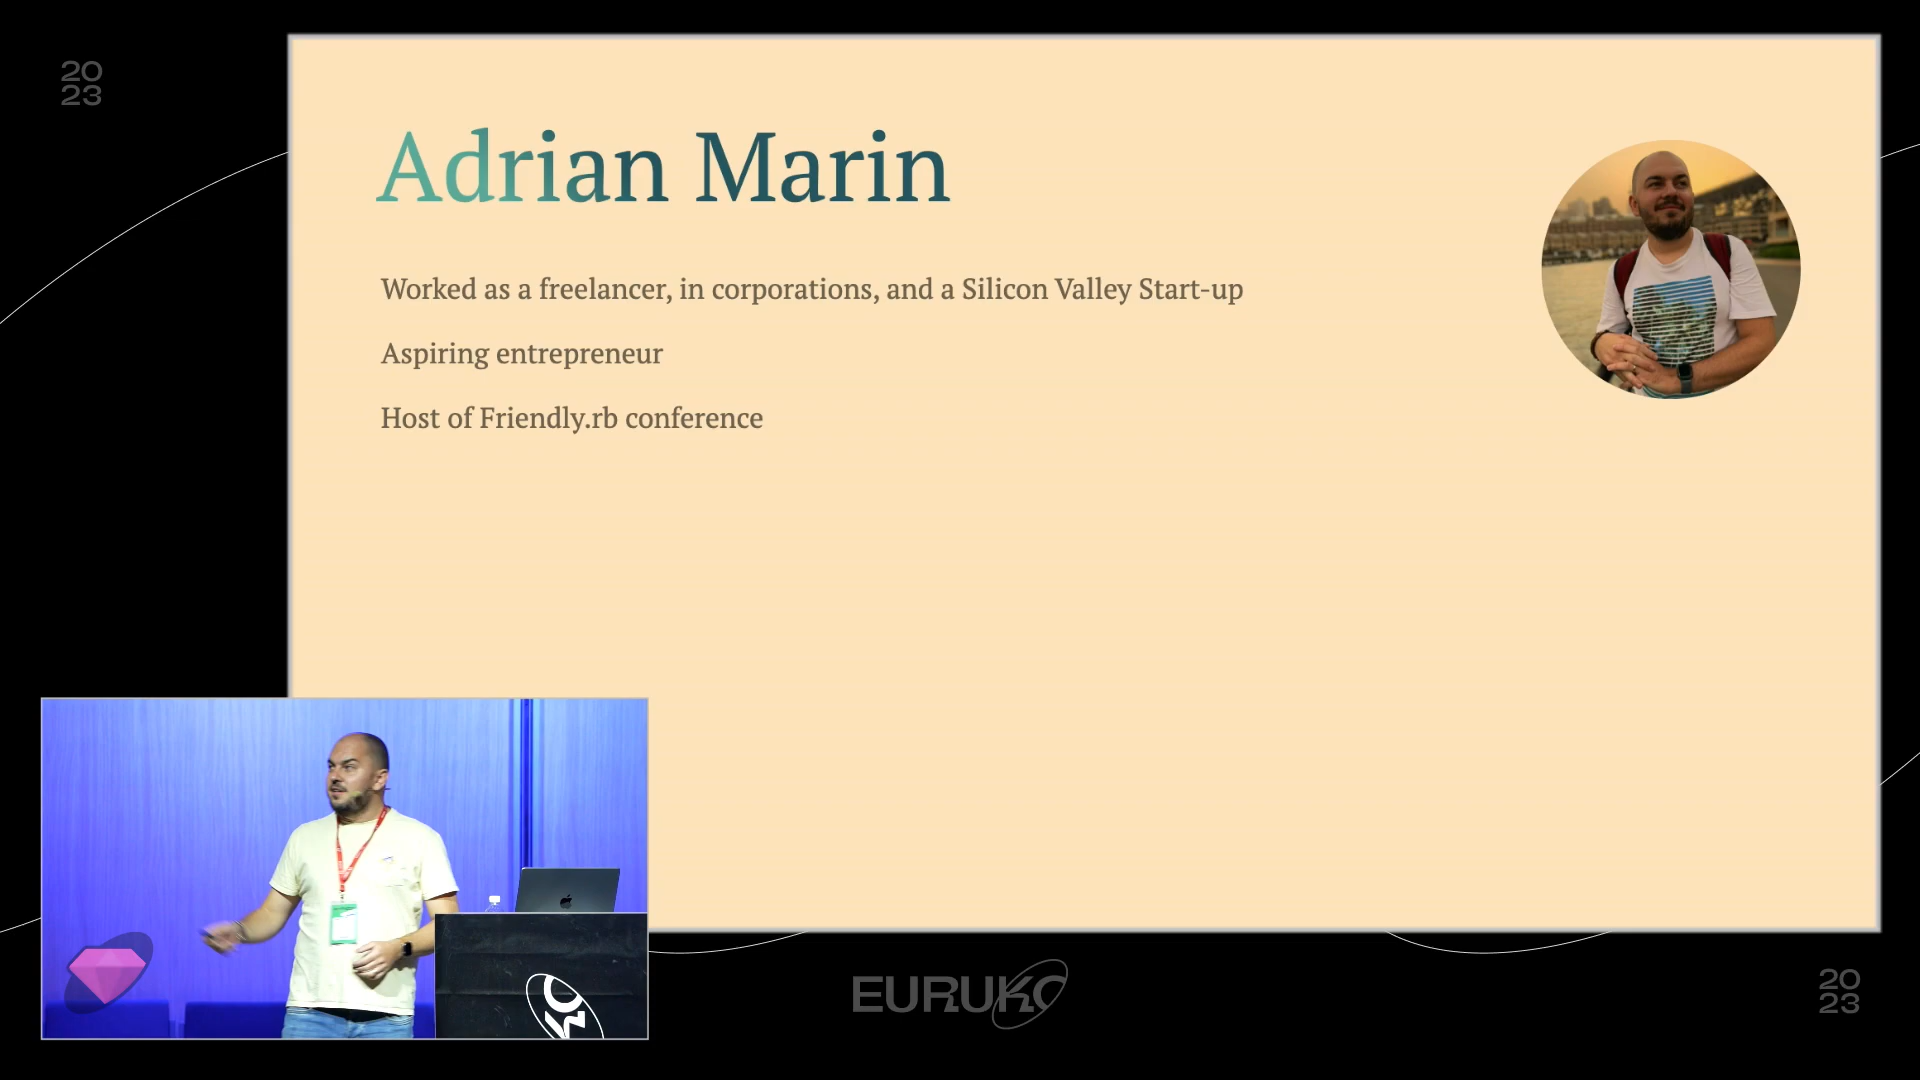 20
23
Adrian Marin
Worked as a freelancer, in corporations, and a Silicon Valley Start-up
Aspiring entrepreneur
Host of Friendly.rb conference
EURUKO
20
23